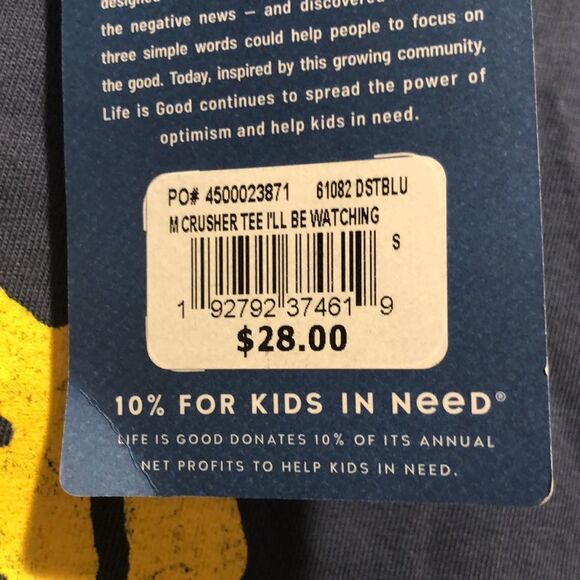 designed
the negative news — and discovered
three simple words could help people to focus on
the good. Today, inspired by this growing community,
Life is Good continues to spread the power of
optimism and help kids in need.
PO# 4500023871 61082 DSTBLU
M CRUSHER TEE I'LL BE WATCHING
S
1 92792 37461 9
$28.00
10% FOR KIDS IN NeeD®
LIFE IS GOOD DONATES 10% OF ITS ANNUAL
NET PROFITS TO HELP KIDS IN NEED.